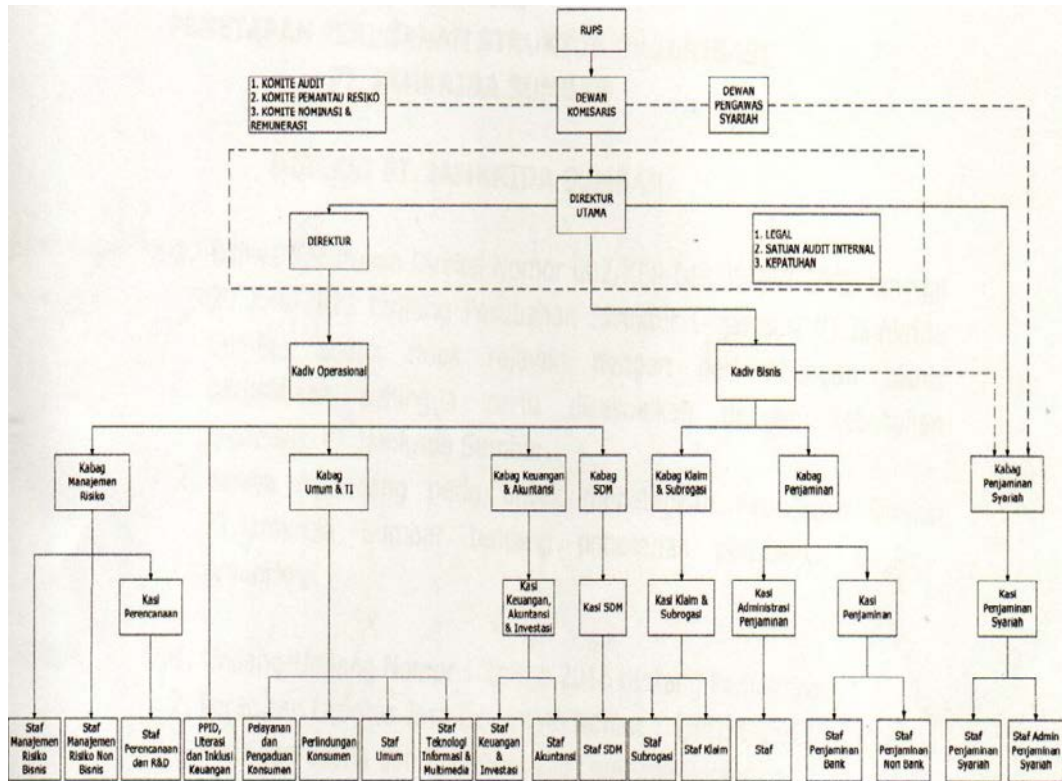 RUPS
1. KOMITE AUDIT
2. KOMITE PEMANTAU RESIKO
3. KOMITE NOMINASI &
REMUNERASI
DEWAN
KOMISARIS
DEWAN
PENGAWAS
SYARIAH
DIREKTUR
UTAMA
DIREKTUR
1. LEGAL
2. SATUAN AUDIT INTERNAL
3. KEPATUHAN
Kadiv Operasional
Kadiv Bisnis
Kabag
Manajemen
Risiko
Kabag
Umum & TI
Kabag Keuangan
& Akuntansi
Kabag
SDM
Kabag Klaim
& Subrogasi
Kabag
Penjaminan
Kabag
Penjaminan
Syariah
Kasi
Perencanaan
Kasi
Keuangan,
Akuntansi
& Investasi
Kasi SDM
Kasi Klaim &
Subrogasi
Kasi
Administrasi
Penjaminan
Kasi
Penjaminan
Kasi
Penjaminan
Syariah
Staf
Manajemen
Risiko
Bisnis
Staf
Manajemen
Risiko Non
Bisnis
Staf
Perencanaan
dan R&D
PPID,
Literasi
dan Inklusi
Keuangan
Pelayanan
dan
Pengaduan
Konsumen
Perlindungan
Konsumen
Staf
Umum
Staf
Teknologi
Informasi &
Multimedia
Staf
Keuangan
&
Investasi
Staf
Akuntansi
Staf SDM
Staf
Subrogasi
Staf Klaim
Staf
Staf
Penjaminan
Bank
Staf
Penjaminan
Non Bank
Staf
Penjaminan
Syariah
Staf Admin
Penjaminan
Syariah